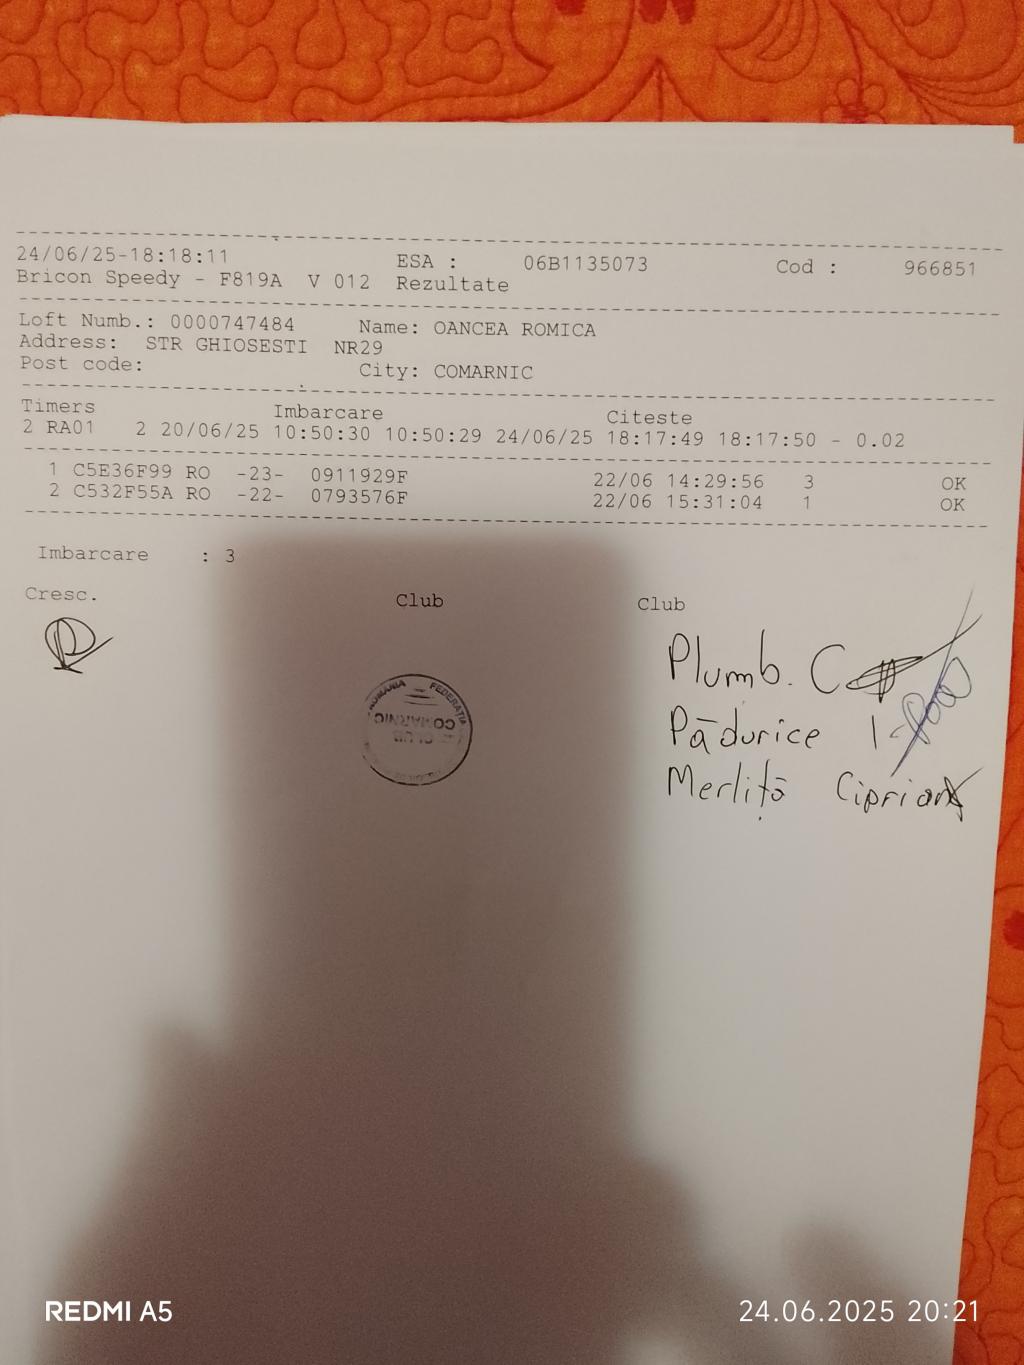 24/06/25-18:18:11 ESA : 06B1135073 Cod : 966851
Bricon Speedy - F819A V 012 Rezultate
Loft Numb.: 0000747484 Name: OANCEA ROMICA
Address: STR GHIOSESTI NR29
Post code: City: COMARNIC
Timers Imbarcare Citeste
2 RA01 2 20/06/25 10:50:30 10:50:29 24/06/25 18:17:49 18:17:50 - 0.02
1 C5E36F99 RO -23- 0911929F 22/06 14:29:56 3 OK
2 C532F55A RO -22- 0793576F 22/06 15:31:04 1 OK
Imbarcare : 3
Cresc. Club Club
Plumb. C
Pădurice I.
Merliță Ciprian
ROMANIA FEDERATIA
CLUB
COMARNIC
REDMI A5 24.06.2025 20:21